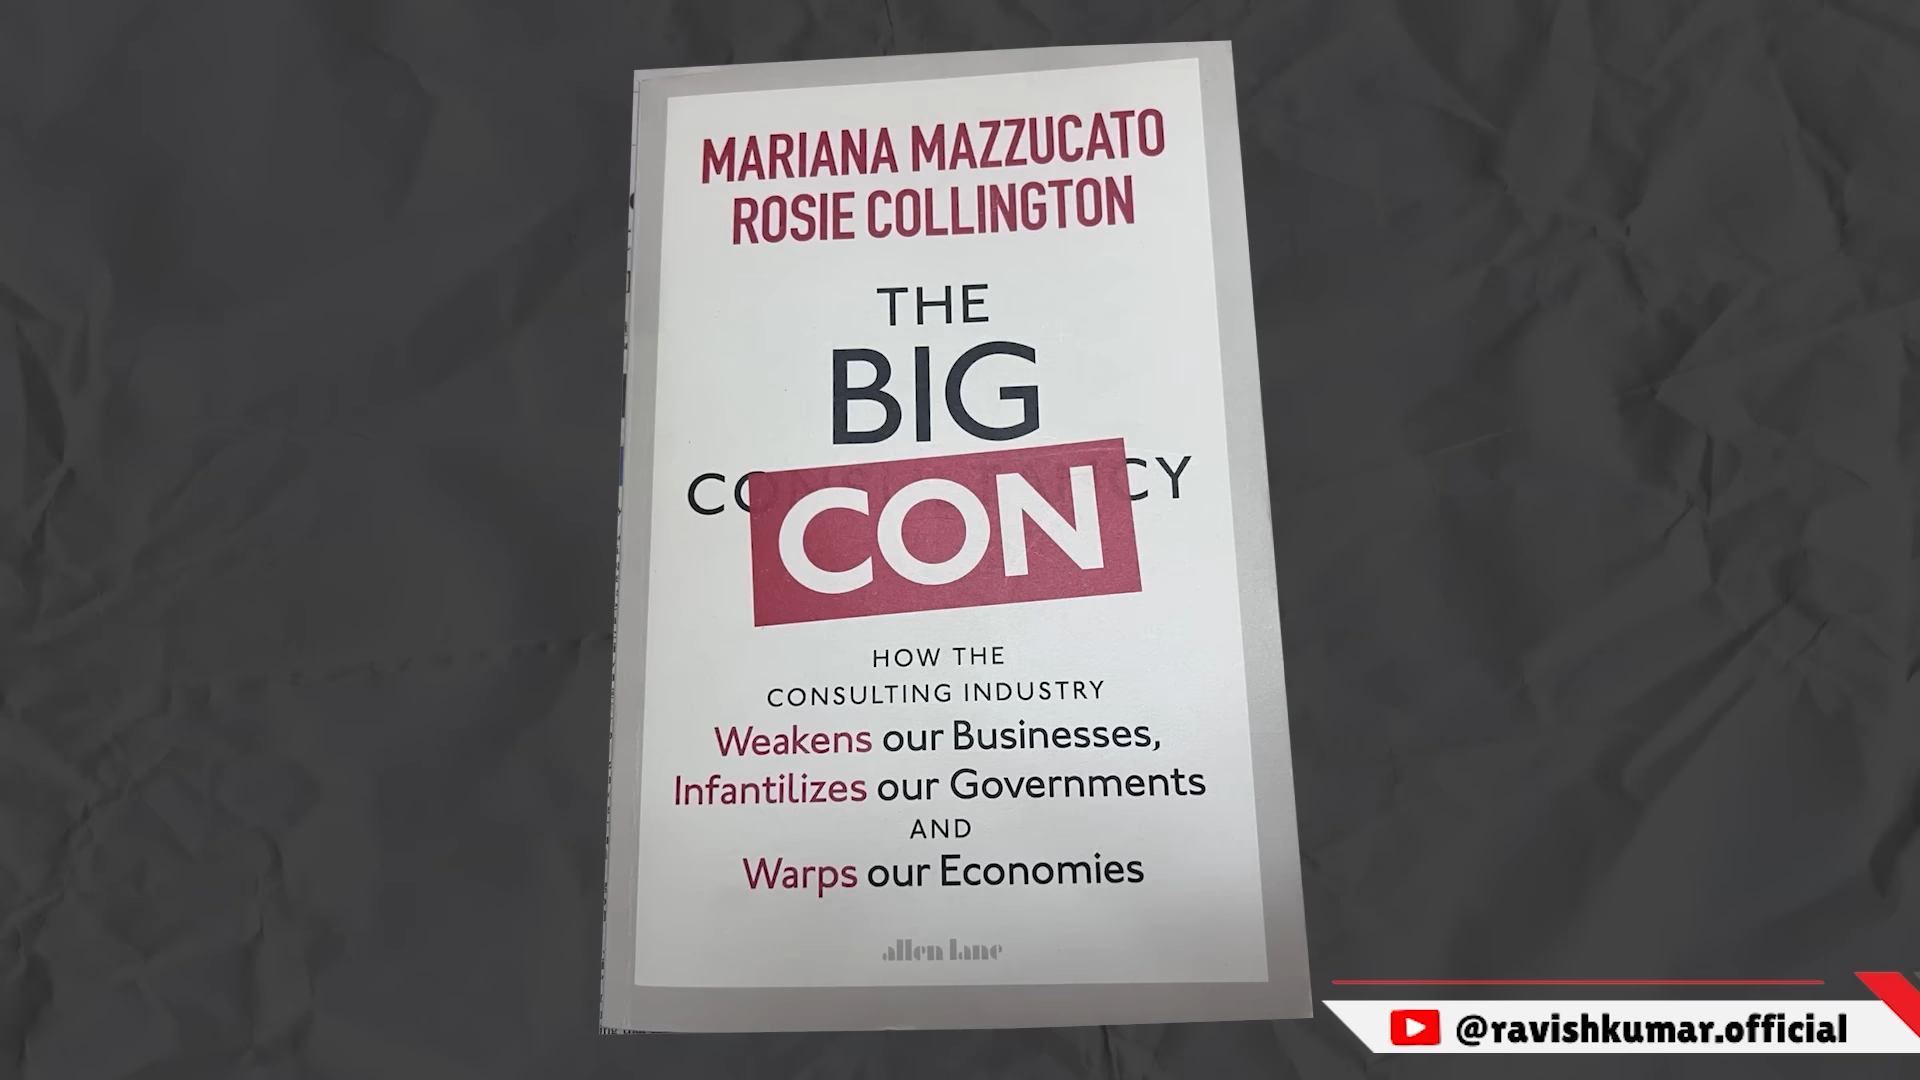 MARIANA MAZZUCATO
ROSIE COLLINGTON
THE
BIG
CON
HOW THE
CONSULTING INDUSTRY
Weakens our Businesses,
Infantilizes our Governments
AND
Warps our Economies
allen lane
@ravishkumar.official